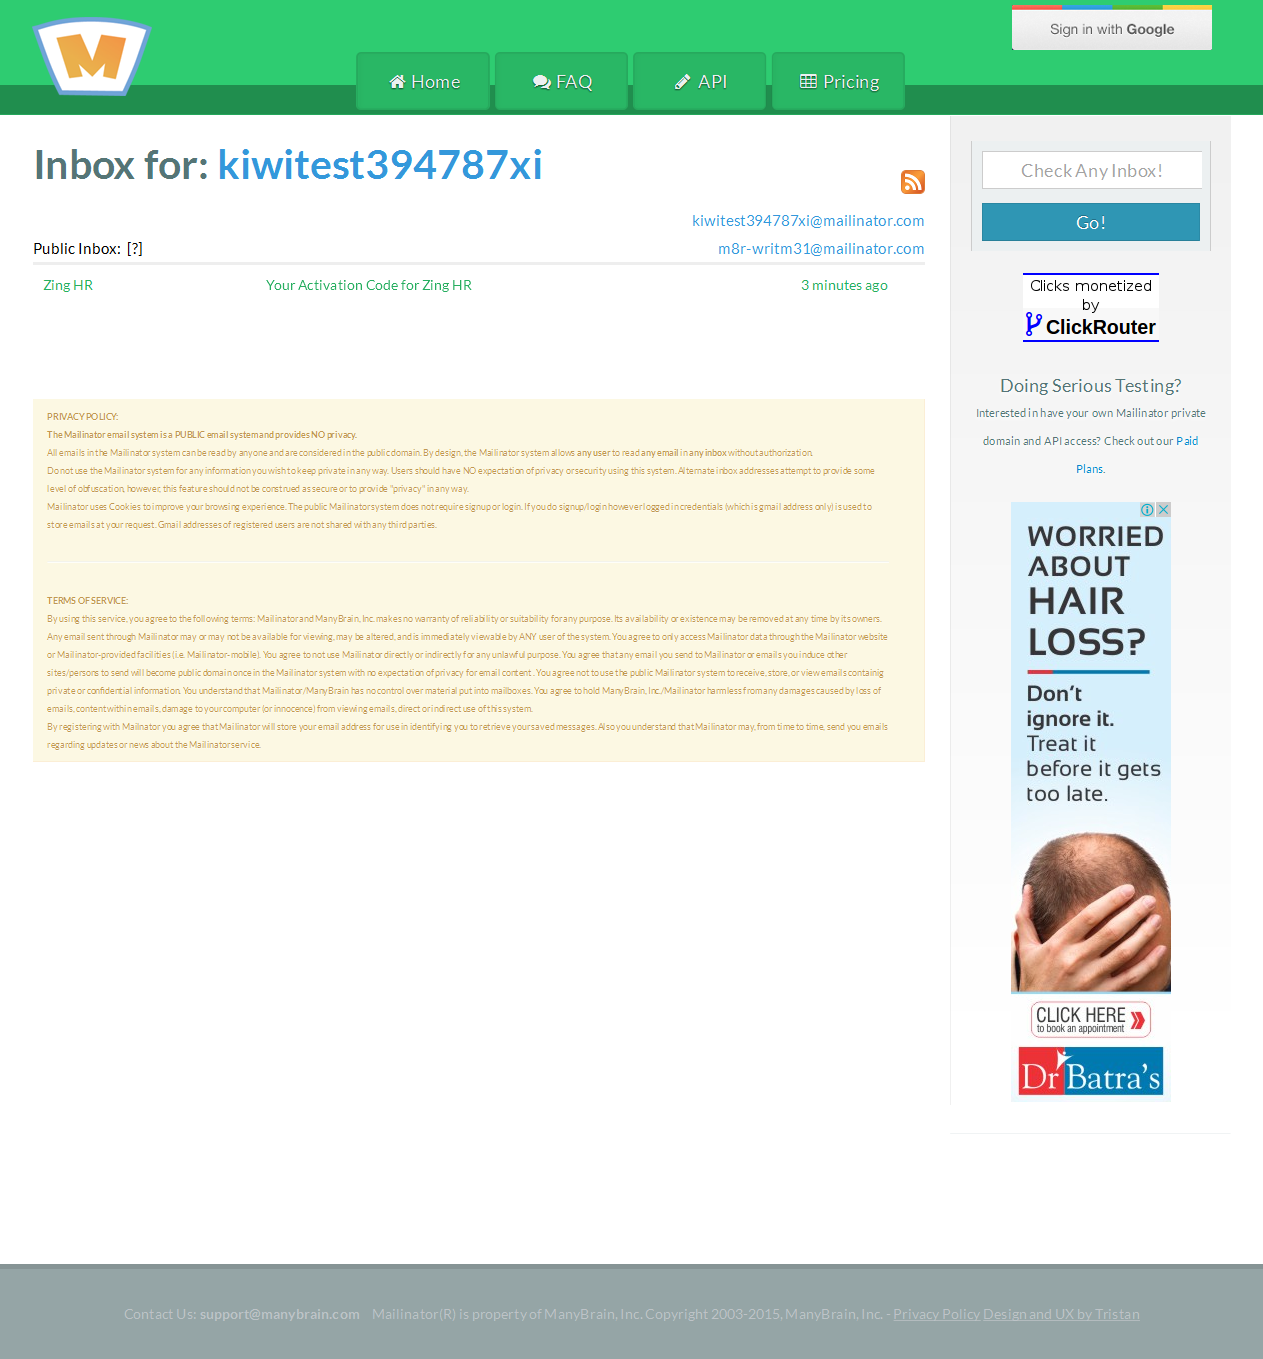 M
Sign in with Google
Home
FAQ
API
Pricing
Inbox for: kiwitest394787xi
kiwitest394787xi@mailinator.com
Public Inbox: [?]
m8r-writm31@mailinator.com
Zing HR
Your Activation Code for Zing HR
3 minutes ago
PRIVACY POLICY:
The Mailinator email system is a PUBLIC email system and provides NO privacy.
All emails in the Mailinator system can be read by anyone and are considered in the public domain. By design, the Mailinator system allows any user to read any email in any inbox without authorization.
Do not use the Mailinator system for any information you wish to keep private in any way. Users should have NO expectation of privacy or security using this system. Alternate inbox addresses attempt to provide some
level of obfuscation, however, this feature should not be construed as secure or to provide "privacy" in any way.
Mailinator uses Cookies to improve your browsing experience. The public Mailinator system does not require signup or login. If you do signup/login however logged in credentials (which is gmail address only) is used to
store emails at your request. Gmail addresses of registered users are not shared with any third parties.
TERMS OF SERVICE:
By using this service, you agree to the following terms: Mailinator and ManyBrain, Inc. makes no warranty of reliability or suitability for any purpose. Its availability or existence may be removed at any time by its owners.
Any email sent through Mailinator may or may not be available for viewing, may be altered, and is immediately viewable by ANY user of the system. You agree to only access Mailinator data through the Mailinator website
or Mailinator-provided facilities (i.e. Mailinator-mobile). You agree to not use Mailinator directly or indirectly for any unlawful purpose. You agree that any email you send to Mailinator or emails you induce other
sites/persons to send will become public domain once in the Mailinator system with no expectation of privacy for email content . You agree not to use the public Mailinator system to receive, store, or view emails containig
private or confidential information. You understand that Mailinator/ManyBrain has no control over material put into mailboxes. You agree to hold ManyBrain, Inc./Mailinator harmless from any damages caused by loss of
emails, content within emails, damage to your computer (or innocence) from viewing emails, direct or indirect use of this system.
By registering with Mailnator you agree that Mailinator will store your email address for use in identifying you to retrieve your saved messages. Also you understand that Mailinator may, from time to time, send you emails
regarding updates or news about the Mailinator service.
Check Any Inbox!
Go!
Clicks monetized
by
ClickRouter
Doing Serious Testing?
Interested in have your own Mailinator private
domain and API access? Check out our Paid
Plans.
WORRIED
ABOUT
HAIR
LOSS?
Don't
ignore it.
Treat it
before it gets
too late.
CLICK HERE
to book an appointment
Dr Batra's
Contact Us: support@manybrain.com Mailinator(R) is property of ManyBrain, Inc. Copyright 2003-2015, ManyBrain, Inc. - Privacy Policy Design and UX by Tristan